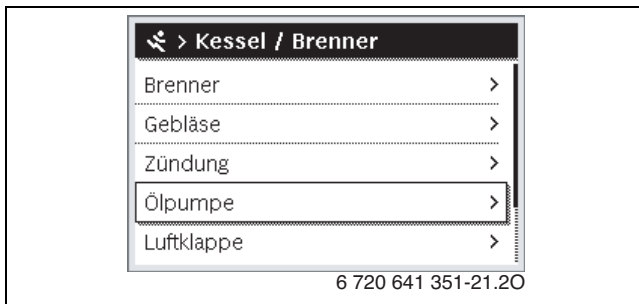 > Kessel / Brenner
Brenner >
Gebläse >
Zündung >
Ölpumpe >
Luftklappe >
6 720 641 351-21.2O